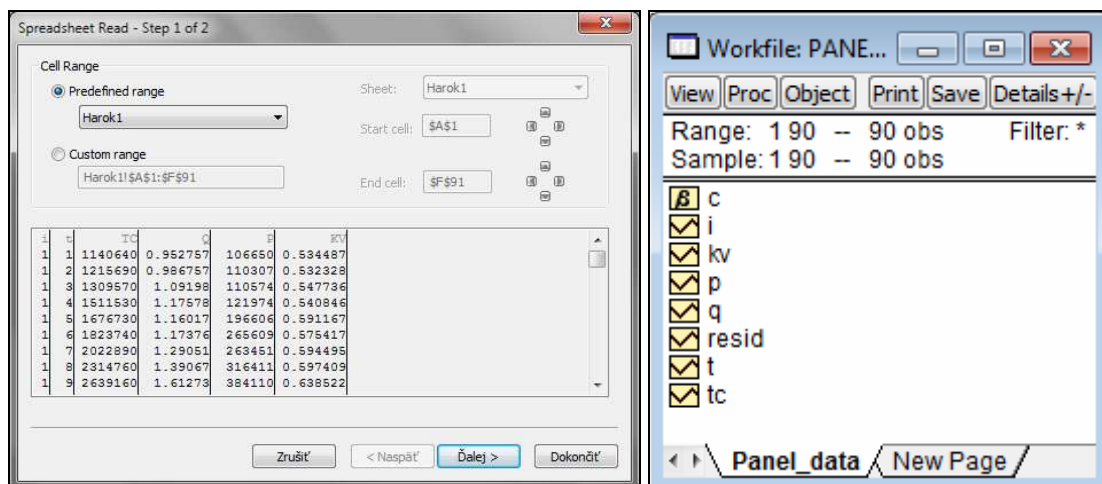 Spreadsheet Read - Step 1 of 2
Cell Range
Predefined range
Harok1
Custom range
Harok1!$A$1:$F$91
Sheet: Harok1
Start cell: $A$1
End cell: $F$91
i t TC Q P KV
1 1 1140640 0.952757 106650 0.534487
1 2 1215690 0.986757 110307 0.532328
1 3 1309570 1.09198 110574 0.547736
1 4 1511530 1.17578 121974 0.540846
1 5 1676730 1.16017 196606 0.591167
1 6 1823740 1.17376 265609 0.575417
1 7 2022890 1.29051 263451 0.594495
1 8 2314760 1.39067 316411 0.597409
1 9 2639160 1.61273 384110 0.638522
Zrušiť < Naspäť Ďalej > Dokončiť
Workfile: PANE...
View Proc Object Print Save Details+/-
Range: 1 90 -- 90 obs Filter: *
Sample: 1 90 -- 90 obs
β c
i
kv
p
q
resid
t
tc
Panel_data New Page